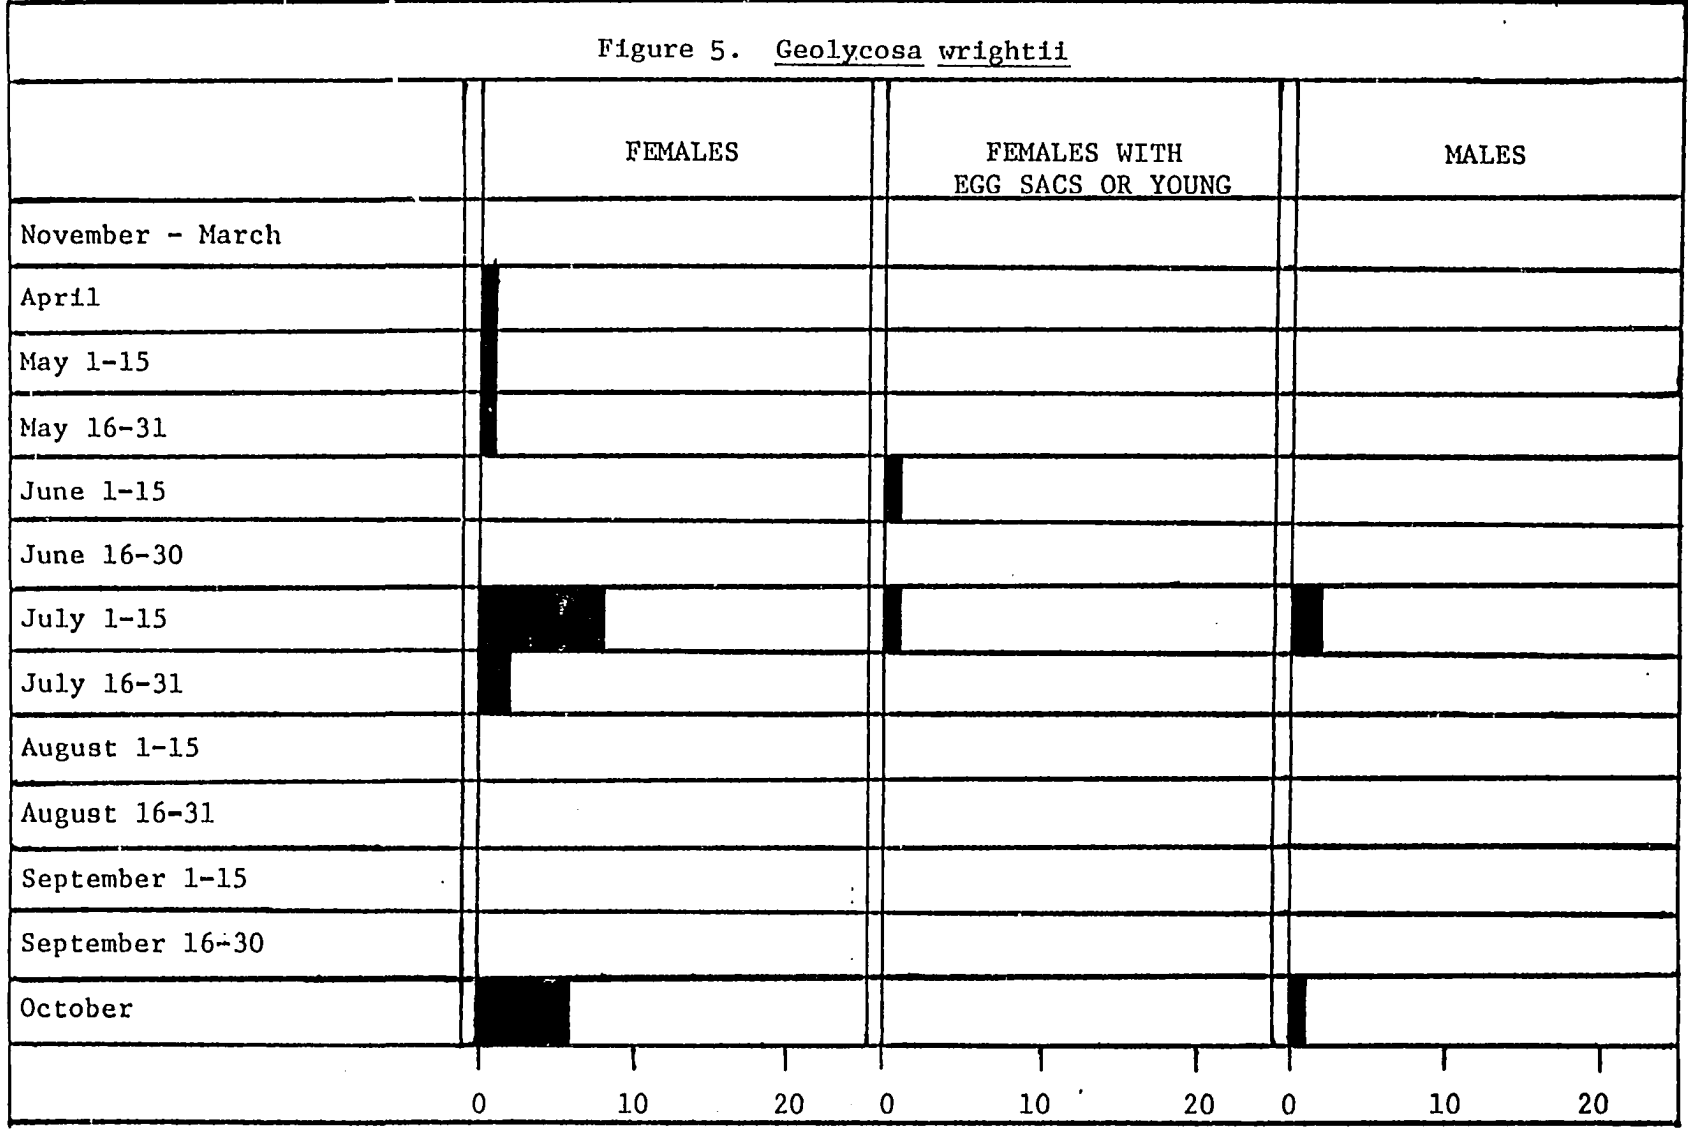 Figure 5. Geolycosa wrightii
FEMALES
FEMALES WITH
EGG SACS OR YOUNG
MALES
November - March
April
May 1-15
May 16-31
June 1-15
June 16-30
July 1-15
July 16-31
August 1-15
August 16-31
September 1-15
September 16-30
October
0 10 20 0 10 20 0 10 20